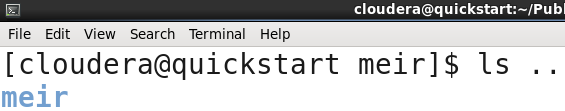 cloudera@quickstart:~/Publ
File Edit View Search Terminal Help
[cloudera@quickstart meir]$ ls ..
meir